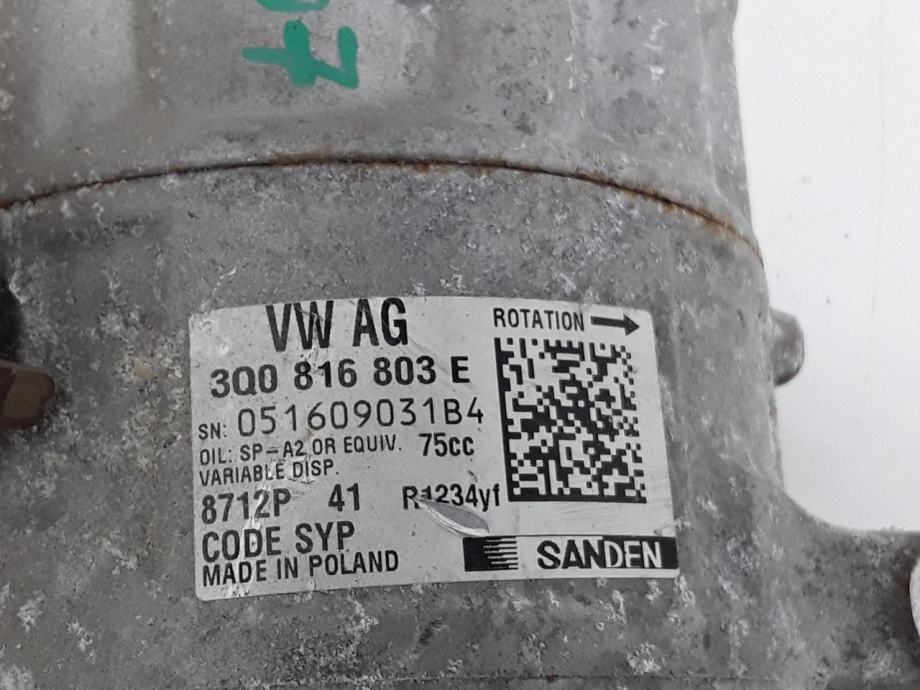 VW AG
ROTATION
3Q0 816 803 E
SN: 051609031B4
OIL: SP-A2 OR EQUIV. 75cc
VARIABLE DISP.
8712P 41 R1234yf
CODE SYP
MADE IN POLAND
SANDEN